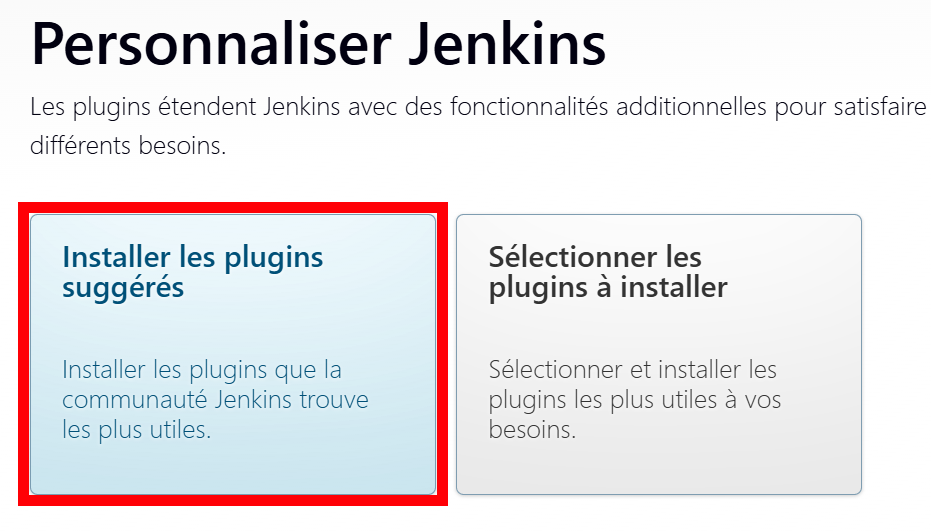 Personnaliser Jenkins
Les plugins étendent Jenkins avec des fonctionnalités additionnelles pour satisfaire
différents besoins.
Installer les plugins
suggérés
Installer les plugins que la
communauté Jenkins trouve
les plus utiles.
Sélectionner les
plugins à installer
Sélectionner et installer les
plugins les plus utiles à vos
besoins.